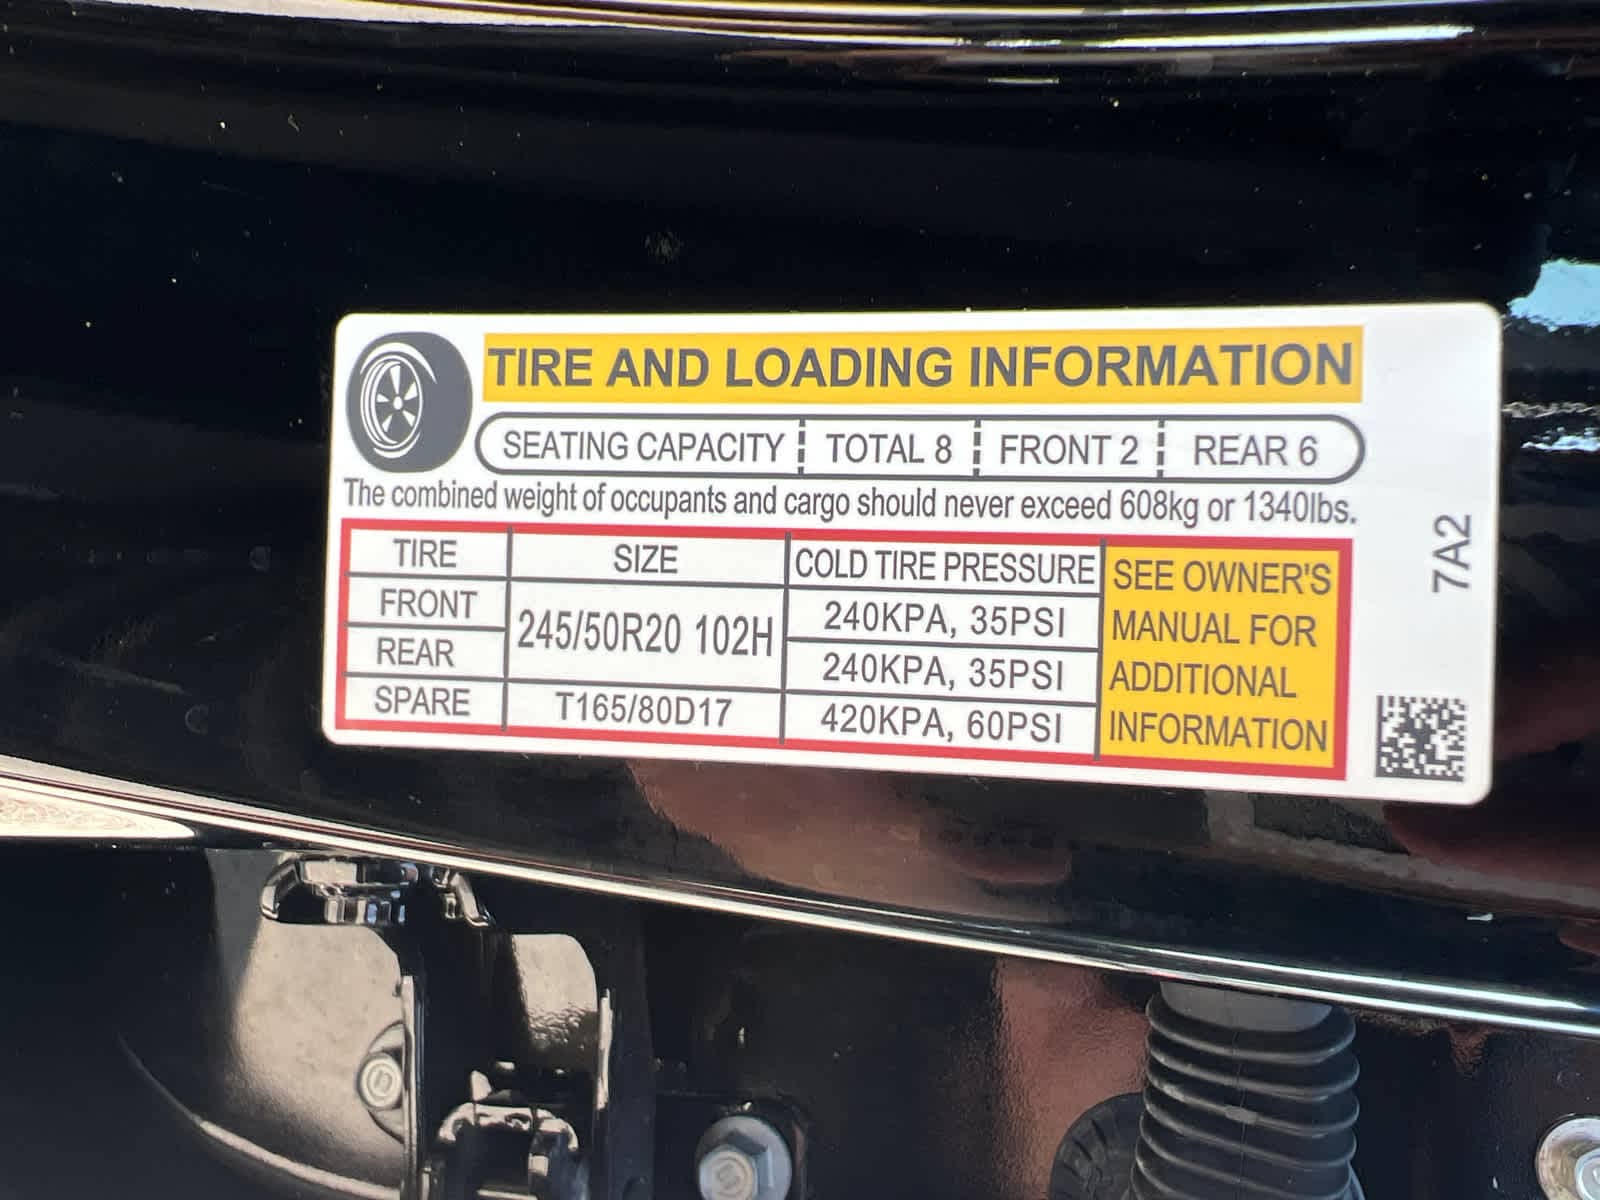 TIRE AND LOADING INFORMATION
SEATING CAPACITY TOTAL 8 FRONT 2 REAR 6
The combined weight of occupants and cargo should never exceed 608kg or 1340lbs.
TIRE SIZE COLD TIRE PRESSURE
FRONT 245/50R20 102H 240KPA, 35PSI
REAR 240KPA, 35PSI
SPARE T165/80D17 420KPA, 60PSI
SEE OWNER'S
MANUAL FOR
ADDITIONAL
INFORMATION
7A2